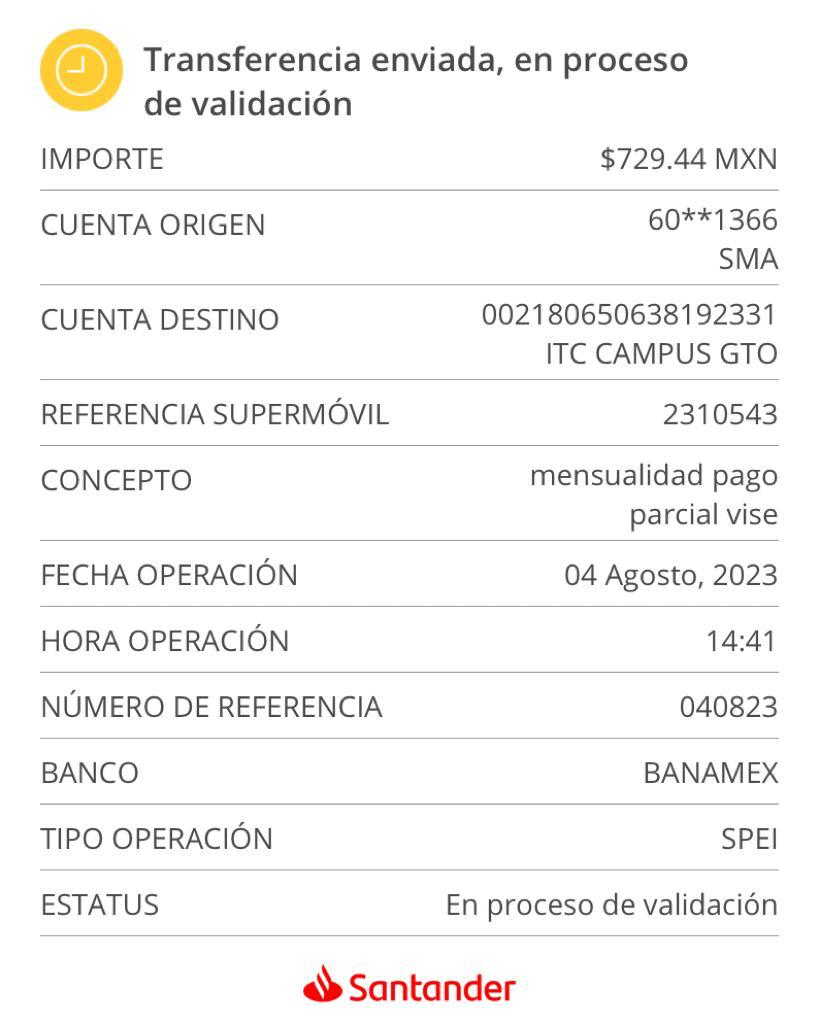 Transferencia enviada, en proceso
de validación
IMPORTE $729.44 MXN
CUENTA ORIGEN 60**1366
SMA
CUENTA DESTINO 002180650638192331
ITC CAMPUS GTO
REFERENCIA SUPERMÓVIL 2310543
CONCEPTO mensualidad pago
parcial vise
FECHA OPERACIÓN 04 Agosto, 2023
HORA OPERACIÓN 14:41
NÚMERO DE REFERENCIA 040823
BANCO BANAMEX
TIPO OPERACIÓN SPEI
ESTATUS En proceso de validación
Santander